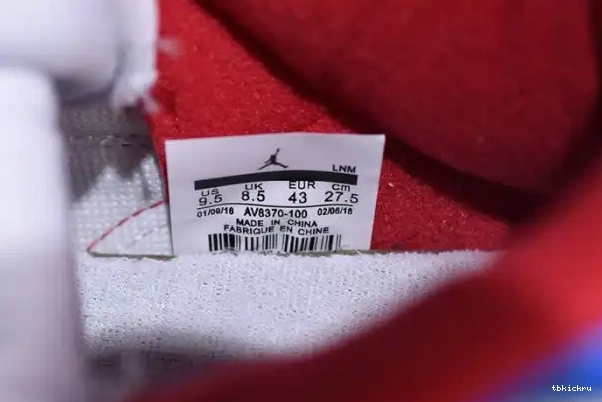 LNM
US UK EUR cm
9.5 8.5 43 27.5
01/09/18 AV8370-100 02/06/18
MADE IN CHINA
FABRIQUE EN CHINE
tbkickru